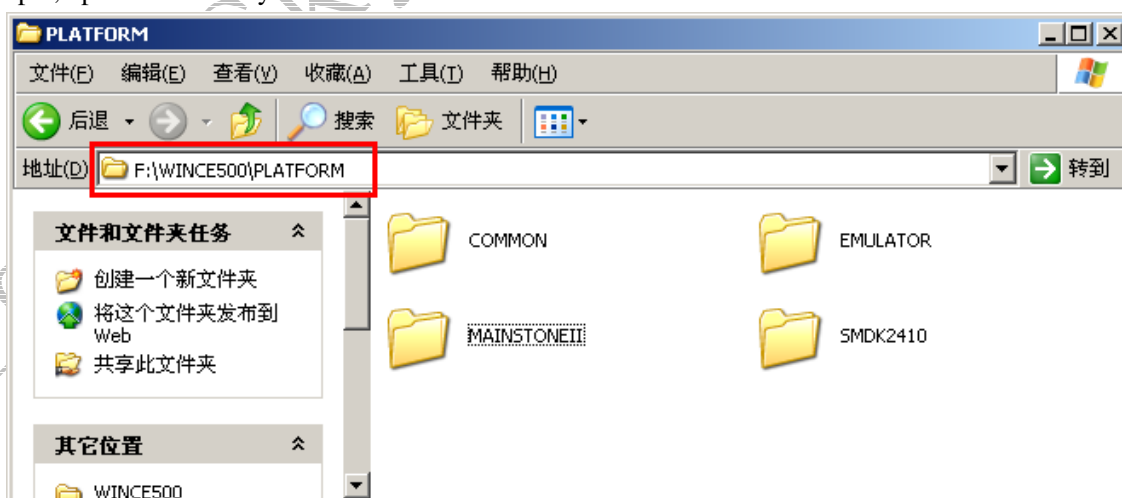 PLATFORM
文件(F) 编辑(E) 查看(V) 收藏(A) 工具(T) 帮助(H)
后退 搜索 文件夹
地址(D) F:\WINCE500\PLATFORM 转到
文件和文件夹任务
创建一个新文件夹
将这个文件夹发布到
Web
共享此文件夹
其它位置
WINCE500
COMMON EMULATOR
MAINSTONEII SMDK2410